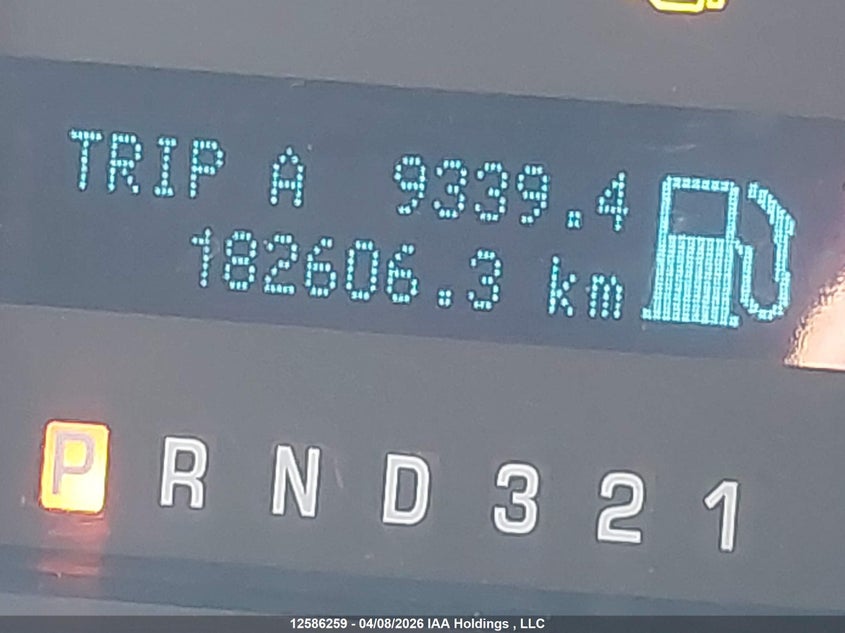 TRIP A 9339.4
182606.3 km
P R N D 3 2 1
12586259 - 04/08/2026 IAA Holdings , LLC